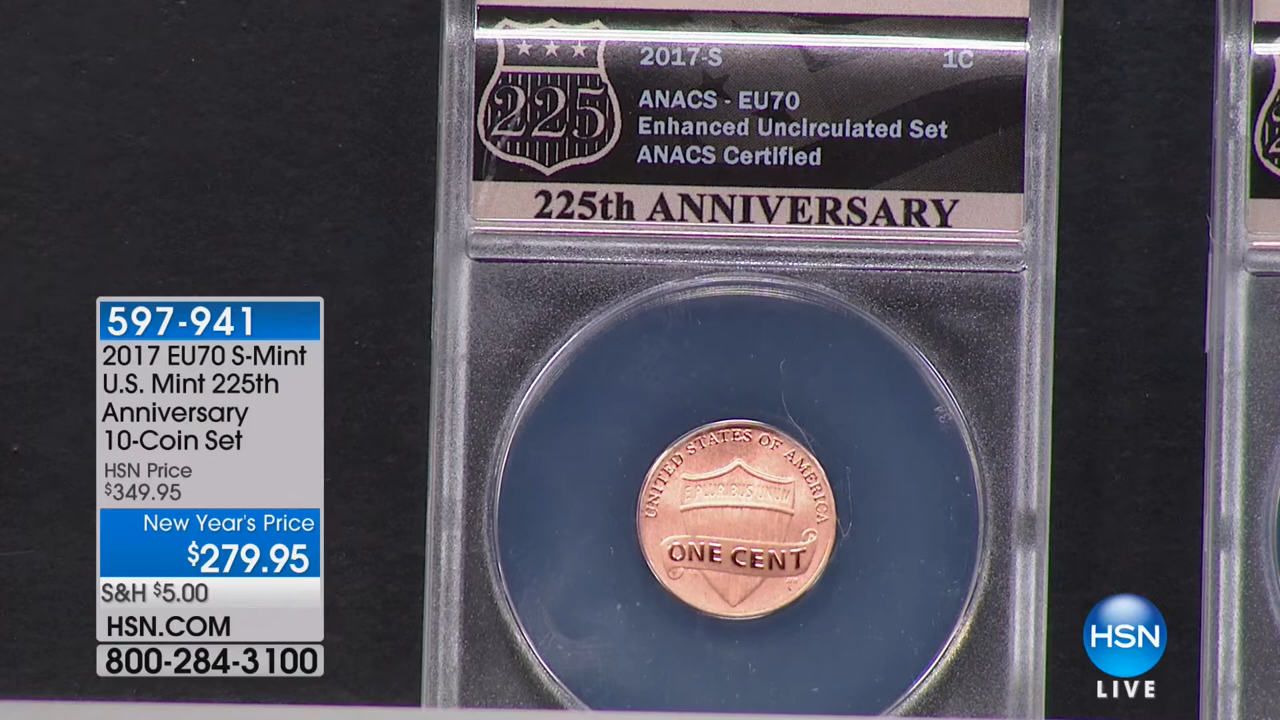 225
2017-S 1C
ANACS - EU70
Enhanced Uncirculated Set
ANACS Certified
225th ANNIVERSARY
UNITED STATES OF AMERICA
E PLURIBUS UNUM
ONE CENT
597-941
2017 EU70 S-Mint
U.S. Mint 225th
Anniversary
10-Coin Set
HSN Price
$349.95
New Year's Price
$279.95
S&H $5.00
HSN.COM
800-284-3100
HSN
LIVE